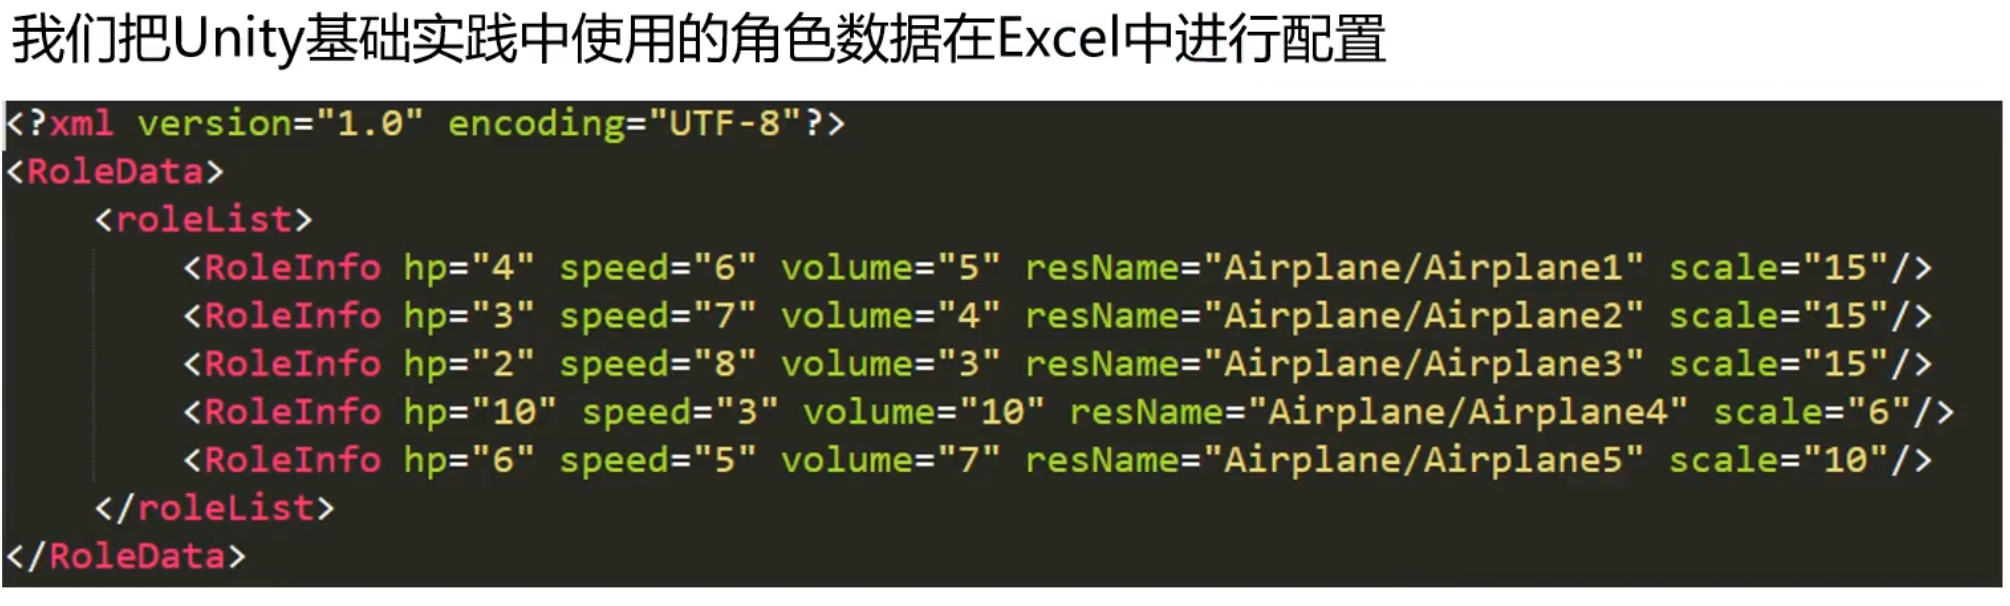 我们把Unity基础实践中使用的角色数据在Excel中进行配置
<?xml version="1.0" encoding="UTF-8"?>
<RoleData>
    <roleList>
        <RoleInfo hp="4" speed="6" volume="5" resName="Airplane/Airplane1" scale="15"/>
        <RoleInfo hp="3" speed="7" volume="4" resName="Airplane/Airplane2" scale="15"/>
        <RoleInfo hp="2" speed="8" volume="3" resName="Airplane/Airplane3" scale="15"/>
        <RoleInfo hp="10" speed="3" volume="10" resName="Airplane/Airplane4" scale="6"/>
        <RoleInfo hp="6" speed="5" volume="7" resName="Airplane/Airplane5" scale="10"/>
    </roleList>
</RoleData>